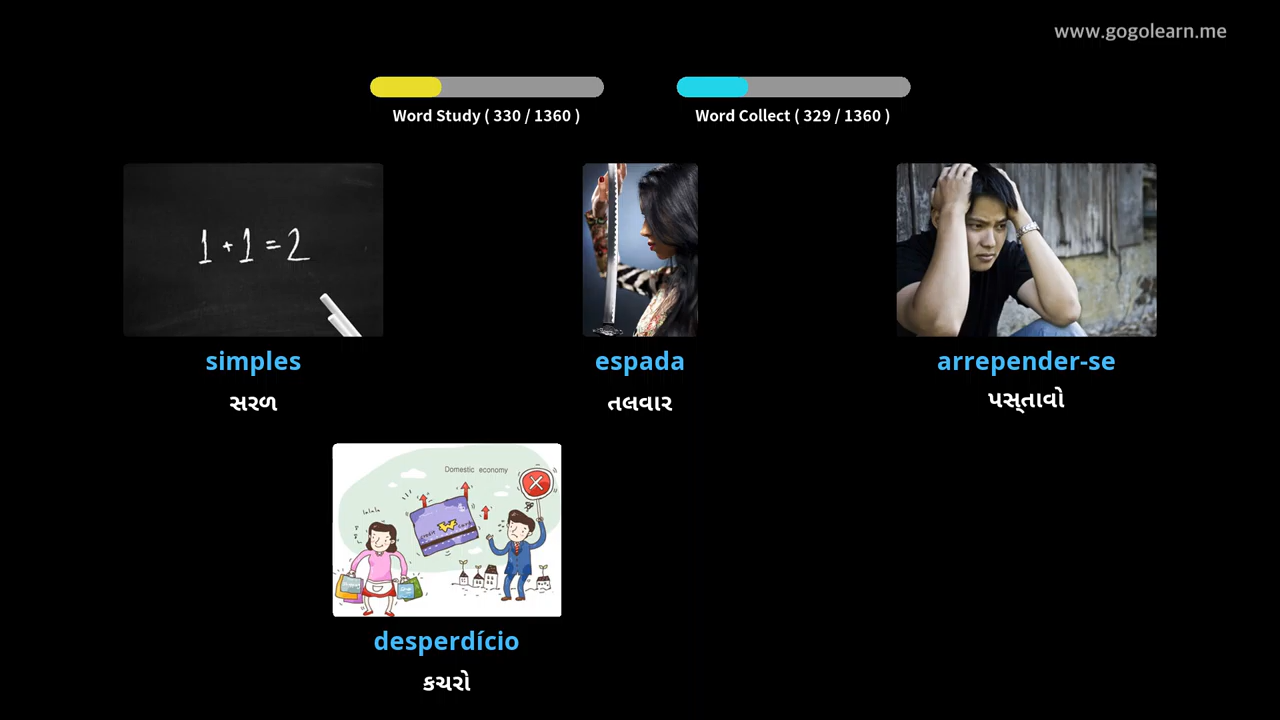 www.gogolearn.me
Word Study ( 330 / 1360 )
Word Collect ( 329 / 1360 )
1 + 1 = 2
simples
સરળ
espada
તલવાર
arrepender-se
પસ્તાવો
Domestic economy
lalala
desperdício
કચરો